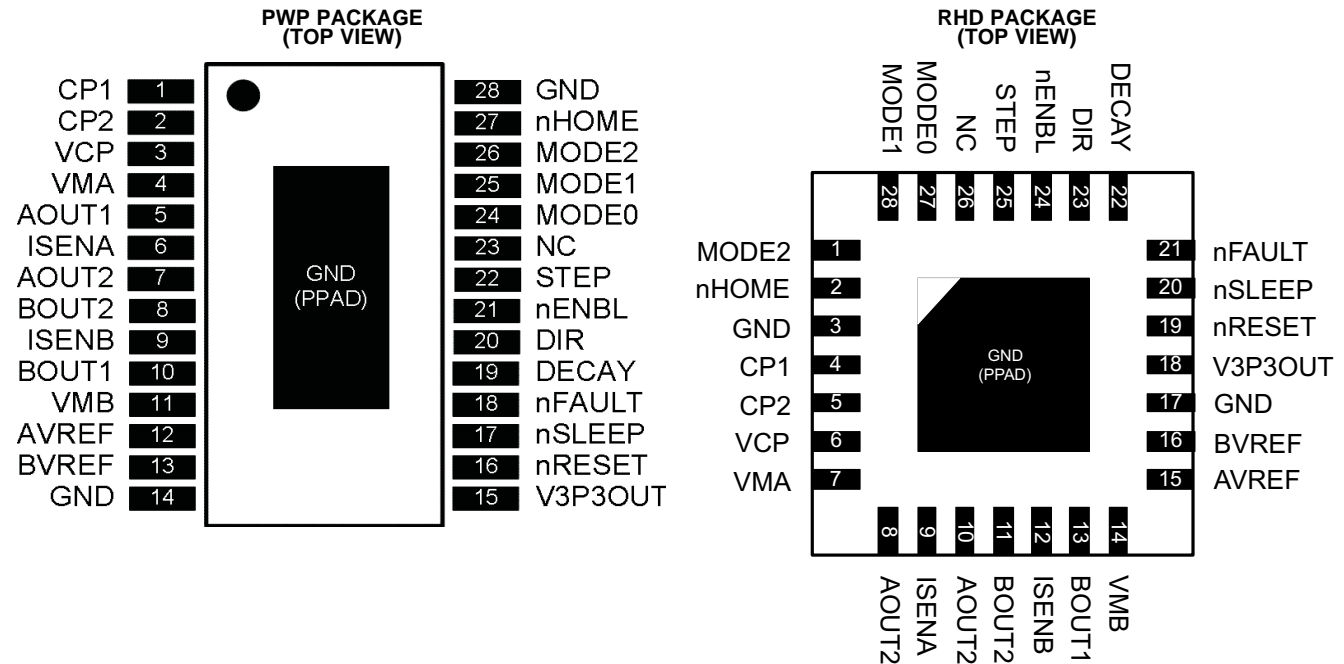 PWP PACKAGE
(TOP VIEW)
CP1 1
CP2 2
VCP 3
VMA 4
AOUT1 5
ISENA 6
AOUT2 7
BOUT2 8
ISENB 9
BOUT1 10
VMB 11
AVREF 12
BVREF 13
GND 14
GND
(PPAD)
28 GND
27 nHOME
26 MODE2
25 MODE1
24 MODE0
23 NC
22 STEP
21 nENBL
20 DIR
19 DECAY
18 nFAULT
17 nSLEEP
16 nRESET
15 V3P3OUT
RHD PACKAGE
(TOP VIEW)
MODE1 28
MODE0 27
NC 26
STEP 25
nENBL 24
DIR 23
DECAY 22
MODE2 1
nHOME 2
GND 3
CP1 4
CP2 5
VCP 6
VMA 7
GND
(PPAD)
21 nFAULT
20 nSLEEP
19 nRESET
18 V3P3OUT
17 GND
16 BVREF
15 AVREF
8 AOUT2
9 ISENA
10 AOUT2
11 BOUT2
12 ISENB
13 BOUT1
14 VMB